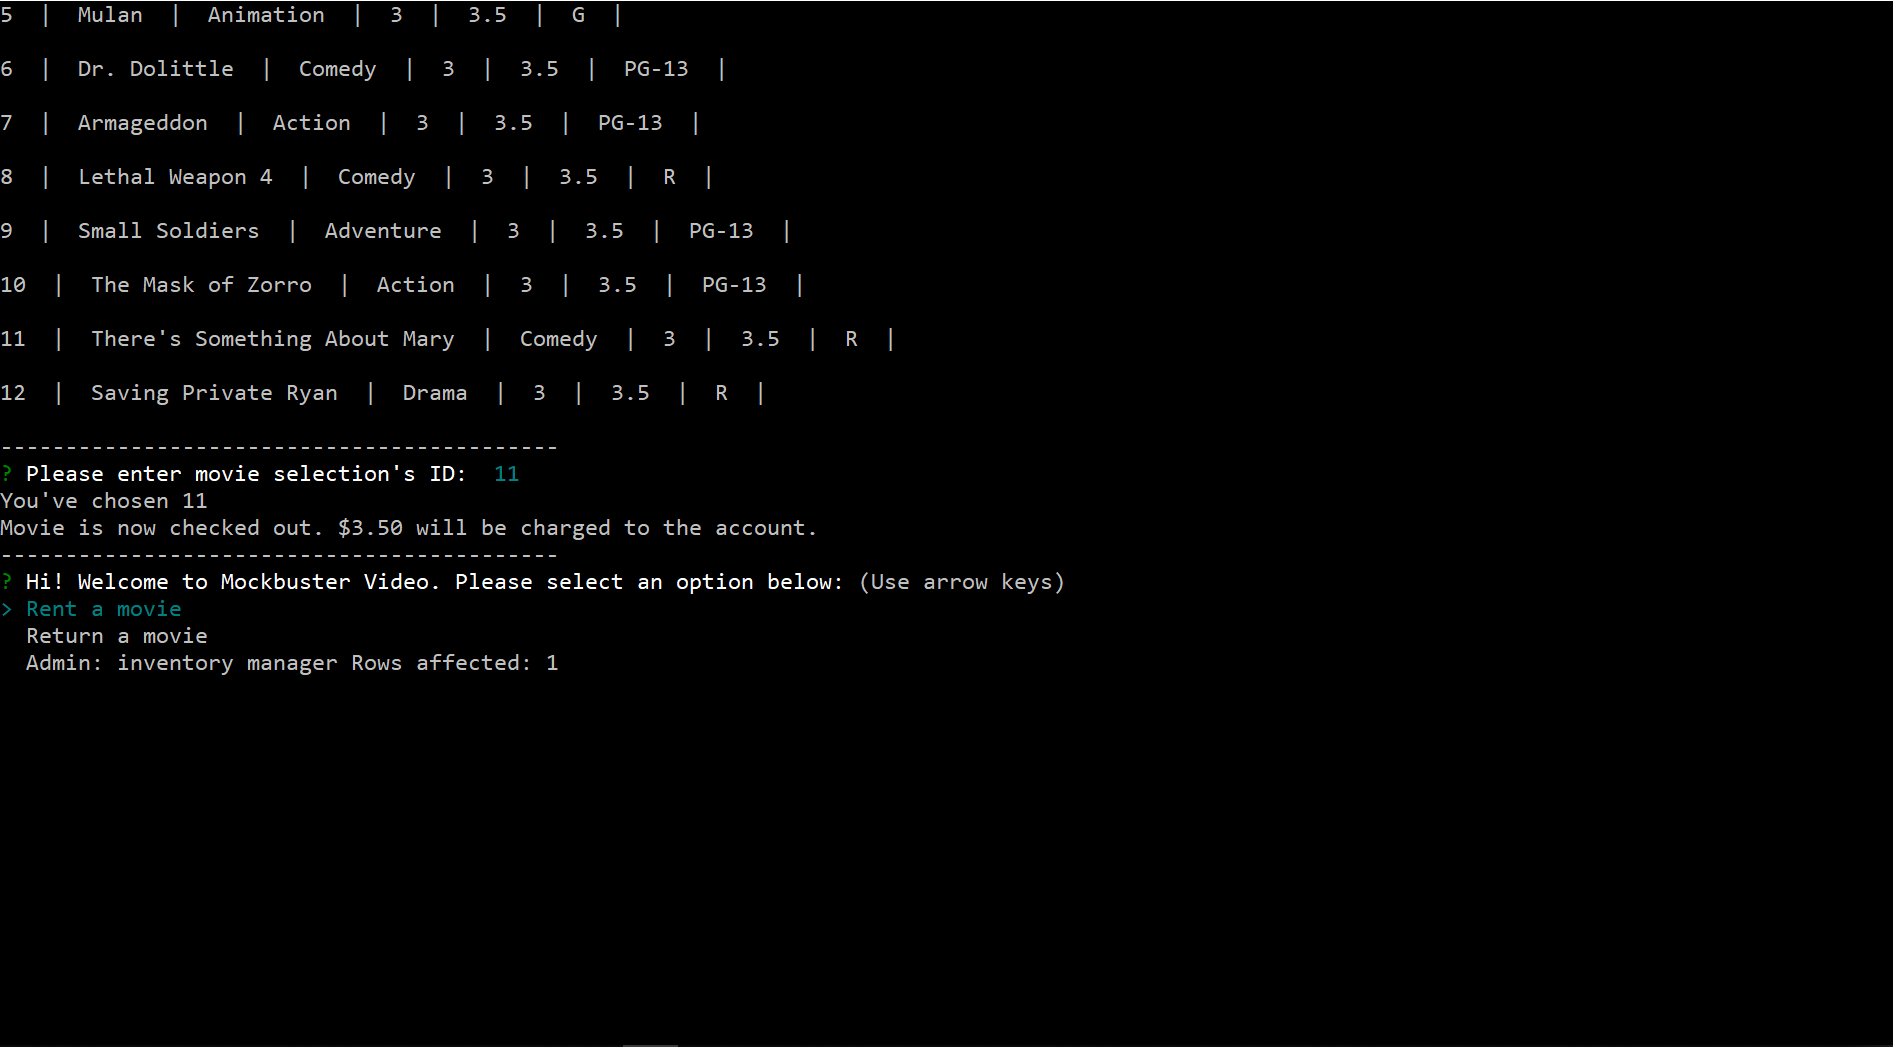 5  |  Mulan  |  Animation  |  3  |  3.5  |  G  |
6  |  Dr. Dolittle  |  Comedy  |  3  |  3.5  |  PG-13  |
7  |  Armageddon  |  Action  |  3  |  3.5  |  PG-13  |
8  |  Lethal Weapon 4  |  Comedy  |  3  |  3.5  |  R  |
9  |  Small Soldiers  |  Adventure  |  3  |  3.5  |  PG-13  |
10  |  The Mask of Zorro  |  Action  |  3  |  3.5  |  PG-13  |
11  |  There's Something About Mary  |  Comedy  |  3  |  3.5  |  R  |
12  |  Saving Private Ryan  |  Drama  |  3  |  3.5  |  R  |
-------------------------------------------
? Please enter movie selection's ID:  11
You've chosen 11
Movie is now checked out. $3.50 will be charged to the account.
-------------------------------------------
? Hi! Welcome to Mockbuster Video. Please select an option below: (Use arrow keys)
> Rent a movie
  Return a movie
  Admin: inventory manager Rows affected: 1